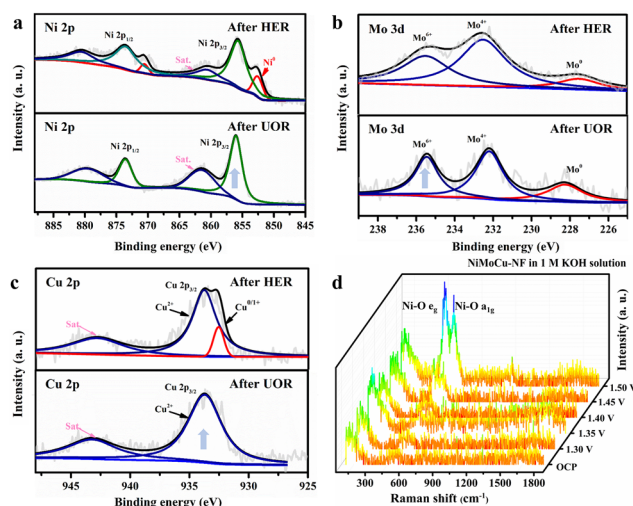 a
Ni 2p
After HER
Ni 2p1/2
Ni 2p3/2
Sat.
Ni0
Ni 2p
After UOR
Ni 2p1/2
Ni 2p3/2
Sat.
Intensity (a. u.)
885 880 875 870 865 860 855 850 845
Binding energy (eV)
b
Mo 3d
After HER
Mo6+
Mo4+
Mo0
Mo 3d
After UOR
Mo6+
Mo4+
Mo0
Intensity (a. u.)
238 236 234 232 230 228 226
Binding energy (eV)
c
Cu 2p
After HER
Cu 2p3/2
Cu2+
Cu0/1+
Sat.
Cu 2p
After UOR
Cu 2p3/2
Cu2+
Sat.
Intensity (a. u.)
945 940 935 930 925
Binding energy (eV)
NiMoCu-NF in 1 M KOH solution
d
Ni-O eg
Ni-O a1g
Intensity (a. u.)
1.50 V
1.45 V
1.40 V
1.35 V
1.30 V
OCP
300 600 900 1200 1500 1800
Raman shift (cm-1)